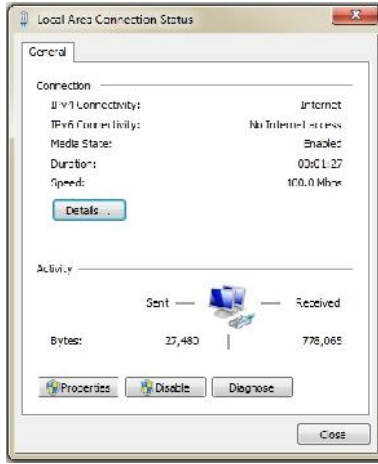 Local Area Connection Status
General
Connection
IPv4 Connectivity: Internet
IPv6 Connectivity: No Internet access
Media State: Enabled
Duration: 00:01:27
Speed: 100.0 Mbps
Details...
Activity
Sent Received
Bytes: 27,480 778,065
Properties Disable Diagnose
Close